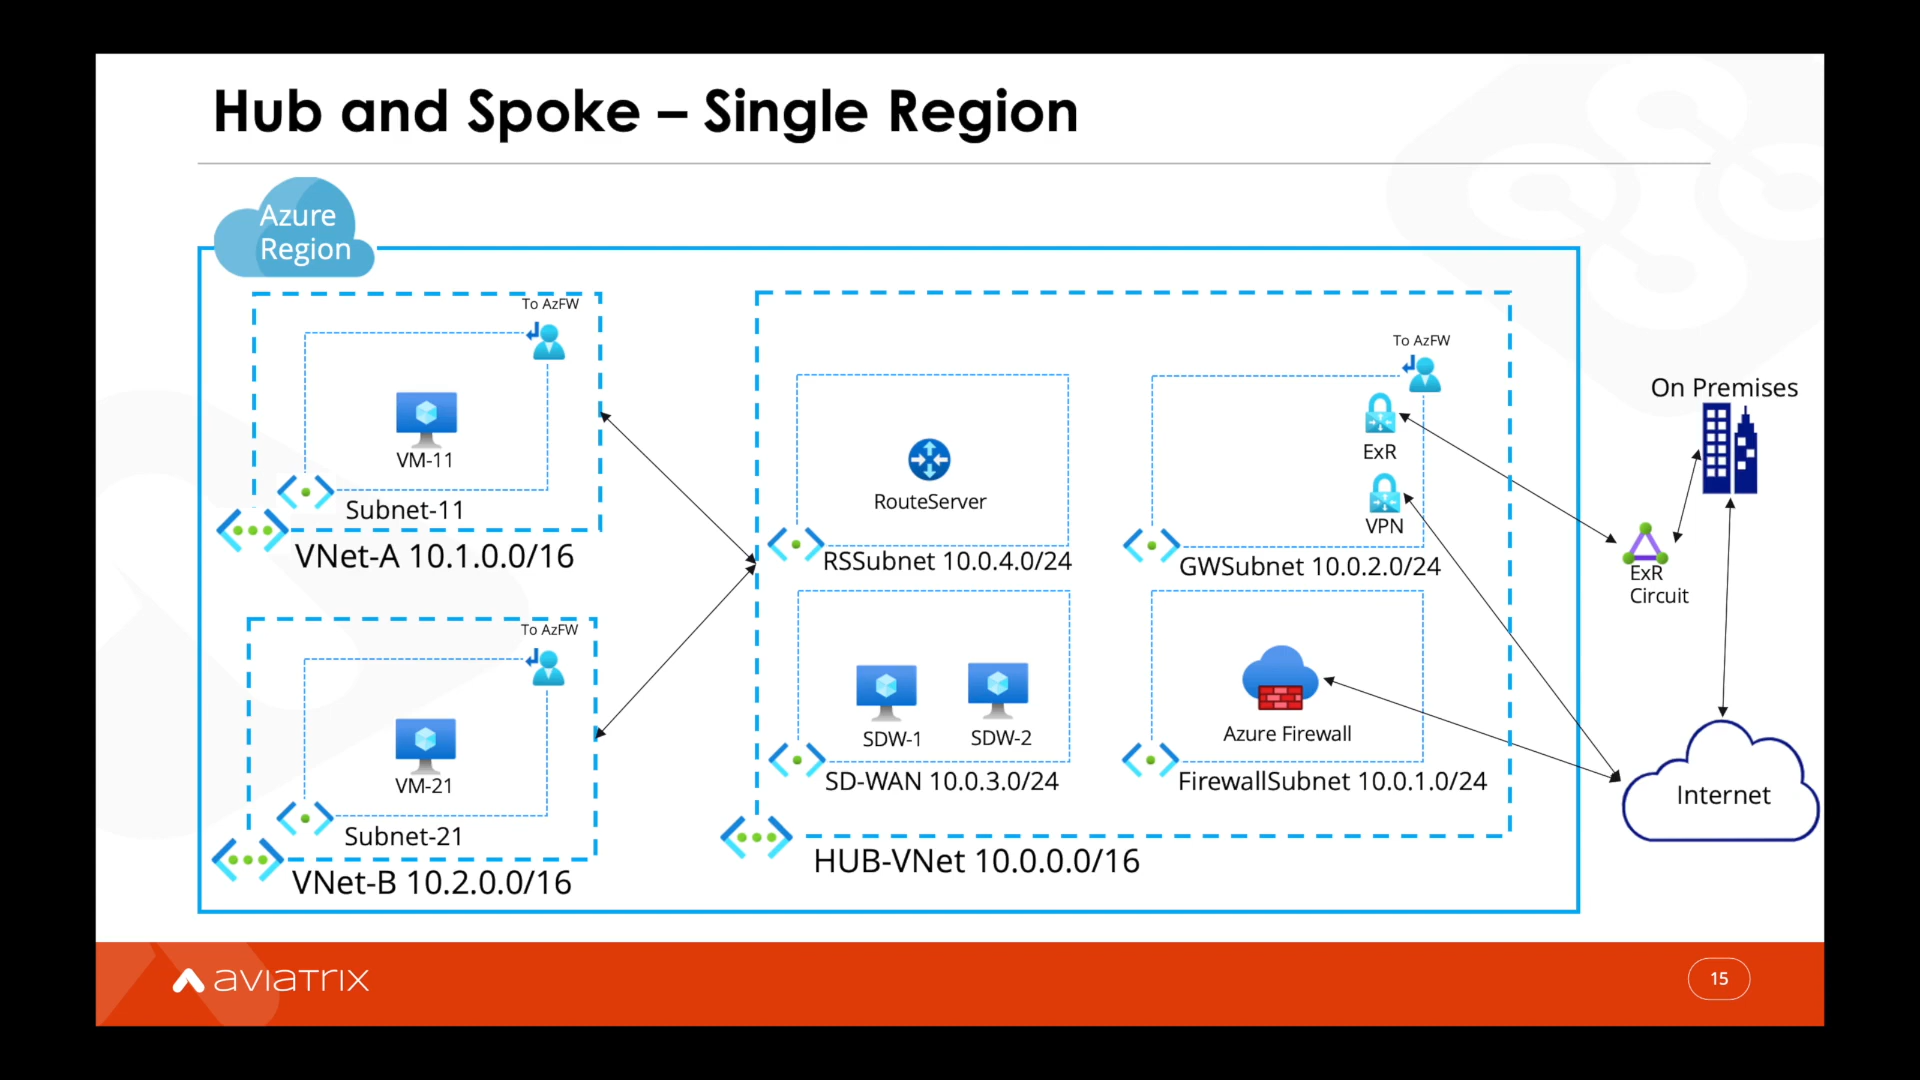 Hub and Spoke – Single Region
Azure
Region
To AzFW
VM-11
Subnet-11
VNet-A 10.1.0.0/16
To AzFW
VM-21
Subnet-21
VNet-B 10.2.0.0/16
RouteServer
RSSubnet 10.0.4.0/24
To AzFW
ExR
VPN
GWSubnet 10.0.2.0/24
SDW-1
SDW-2
SD-WAN 10.0.3.0/24
Azure Firewall
FirewallSubnet 10.0.1.0/24
HUB-VNet 10.0.0.0/16
On Premises
ExR
Circuit
Internet
aviatrix
15